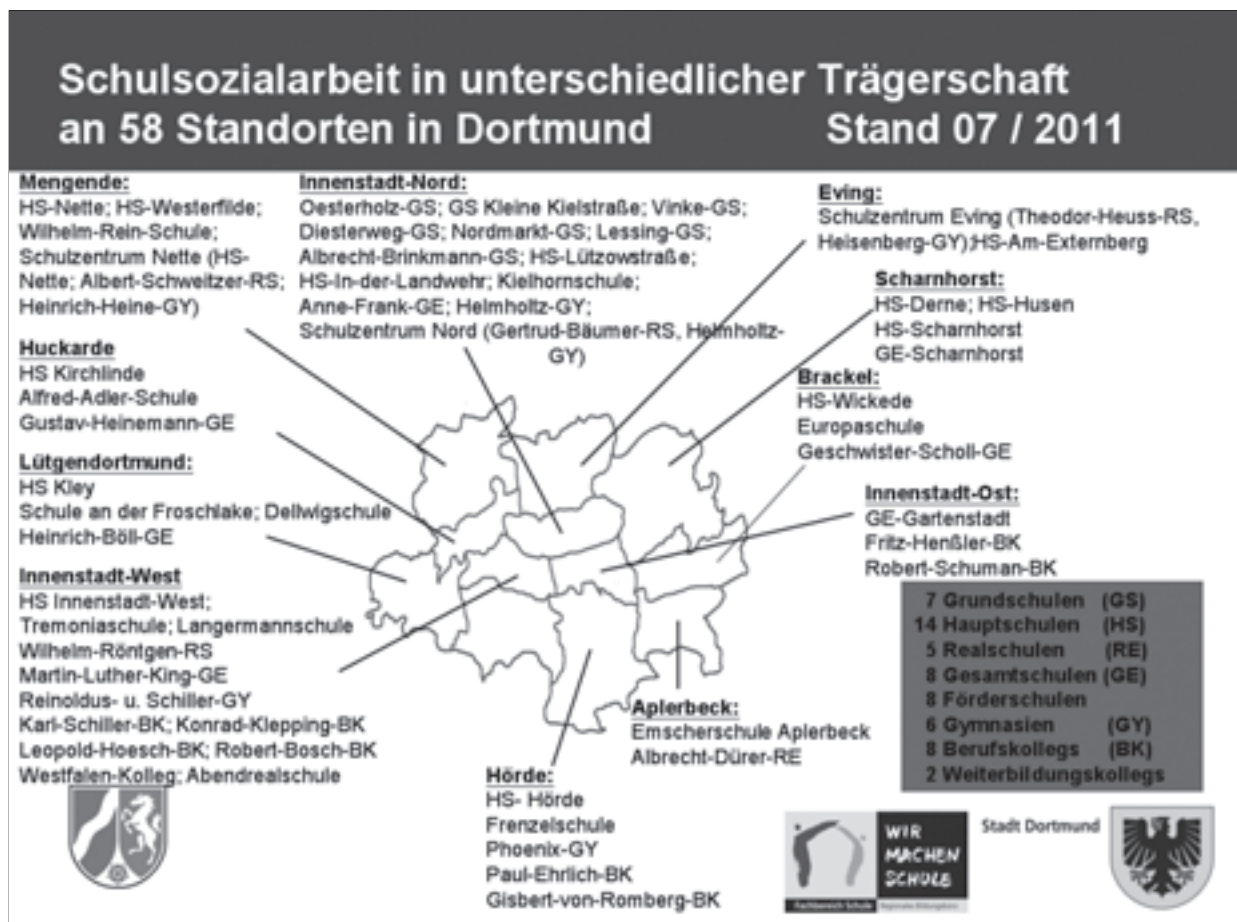 Schulsozialarbeit in unterschiedlicher Trägerschaft
an 58 Standorten in Dortmund Stand 07 / 2011
Mengende:
HS-Nette; HS-Westerfilde;
Wilhelm-Rein-Schule;
Schulzentrum Nette (HS-
Nette; Albert-Schweitzer-RS;
Heinrich-Heine-GY)
Innenstadt-Nord:
Oesterholz-GS; GS Kleine Kielstraße; Vinke-GS;
Diesterweg-GS; Nordmarkt-GS; Lessing-GS;
Albrecht-Brinkmann-GS; HS-Lützowstraße;
HS-In-der-Landwehr; Kielhornschule;
Anne-Frank-GE; Helmholtz-GY;
Schulzentrum Nord (Gertrud-Bäumer-RS, Helmholtz-
GY)
Eving:
Schulzentrum Eving (Theodor-Heuss-RS,
Heisenberg-GY);HS-Am-Externberg
Scharnhorst:
HS-Derne; HS-Husen
HS-Scharnhorst
GE-Scharnhorst
Huckarde
HS Kirchlinde
Alfred-Adler-Schule
Gustav-Heinemann-GE
Brackel:
HS-Wickede
Europaschule
Geschwister-Scholl-GE
Lütgendortmund:
HS Kley
Schule an der Froschlake; Dellwigschule
Heinrich-Böll-GE
Innenstadt-Ost:
GE-Gartenstadt
Fritz-Henßler-BK
Robert-Schuman-BK
Innenstadt-West
HS Innenstadt-West;
Tremoniaschule; Langermannschule
Wilhelm-Röntgen-RS
Martin-Luther-King-GE
Reinoldus- u. Schiller-GY
Karl-Schiller-BK; Konrad-Klepping-BK
Leopold-Hoesch-BK; Robert-Bosch-BK
Westfalen-Kolleg; Abendrealschule
7 Grundschulen (GS)
14 Hauptschulen (HS)
5 Realschulen (RE)
8 Gesamtschulen (GE)
8 Förderschulen
6 Gymnasien (GY)
8 Berufskollegs (BK)
2 Weiterbildungskollegs
Aplerbeck:
Emscherschule Aplerbeck
Albrecht-Dürer-RE
Hörde:
HS- Hörde
Frenzelschule
Phoenix-GY
Paul-Ehrlich-BK
Gisbert-von-Romberg-BK
WIR
MACHEN
SCHULE
Fachbereich Schule Regionales Bildungsbüro
Stadt Dortmund